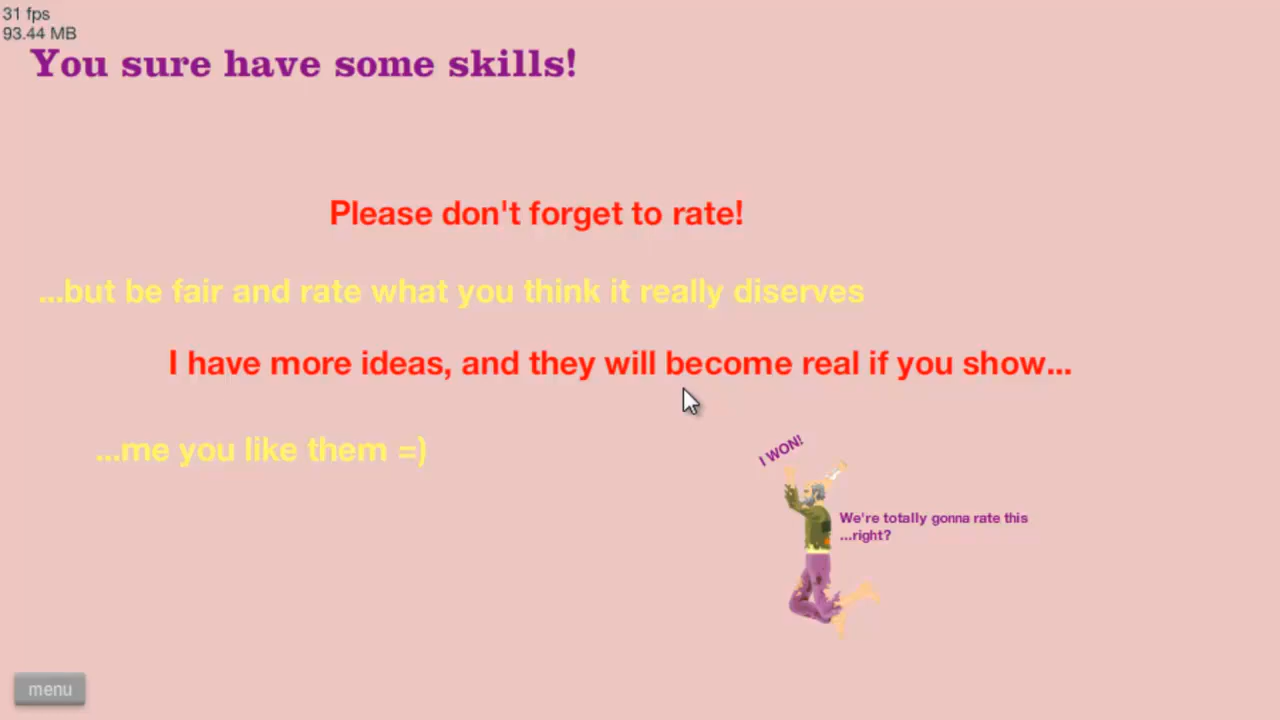 31 fps
93.44 MB
You sure have some skills!
Please don't forget to rate!
...but be fair and rate what you think it really diserves
I have more ideas, and they will become real if you show...
...me you like them =)
I WON!
We're totally gonna rate this
...right?
menu